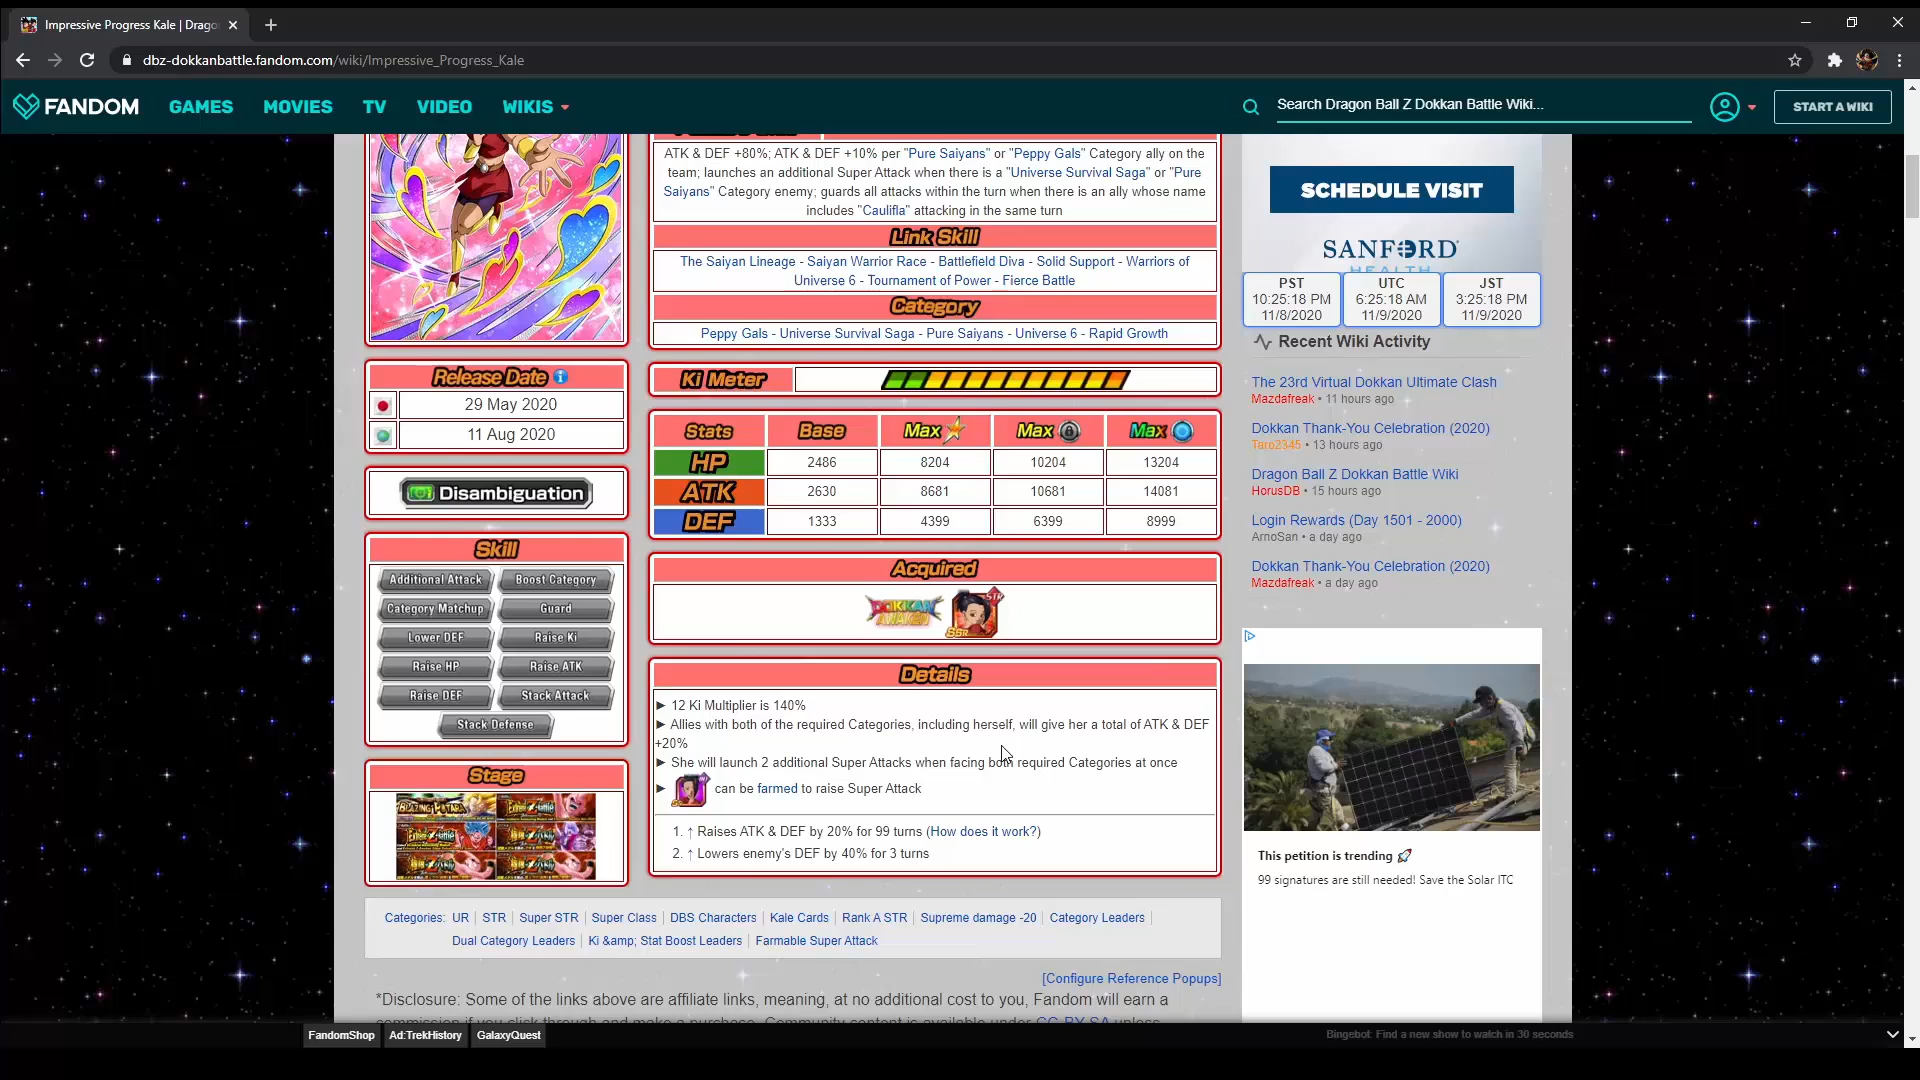 Impressive Progress Kale | Drago
dbz-dokkanbattle.fandom.com/wiki/Impressive_Progress_Kale
FANDOM
GAMES
MOVIES
TV
VIDEO
WIKIS
Search Dragon Ball Z Dokkan Battle Wiki...
START A WIKI
ATK & DEF +80%; ATK & DEF +10% per "Pure Saiyans" or "Peppy Gals" Category ally on the
team; launches an additional Super Attack when there is a "Universe Survival Saga" or "Pure
Saiyans" Category enemy; guards all attacks within the turn when there is an ally whose name
includes "Caulifla" attacking in the same turn
Link Skill
The Saiyan Lineage - Saiyan Warrior Race - Battlefield Diva - Solid Support - Warriors of
Universe 6 - Tournament of Power - Fierce Battle
Category
Peppy Gals - Universe Survival Saga - Pure Saiyans - Universe 6 - Rapid Growth
Release Date
29 May 2020
11 Aug 2020
Disambiguation
Skill
Additional Attack
Boost Category
Category Matchup
Guard
Lower DEF
Raise Ki
Raise HP
Raise ATK
Raise DEF
Stack Attack
Stack Defense
Stage
Ki Meter
Stats Base Max Max Max
HP 2486 8204 10204 13204
ATK 2630 8681 10681 14081
DEF 1333 4399 6399 8999
Acquired
DOKKAN
AWAKEN
STR
SSR
Details
► 12 Ki Multiplier is 140%
► Allies with both of the required Categories, including herself, will give her a total of ATK & DEF
+20%
► She will launch 2 additional Super Attacks when facing both required Categories at once
► can be farmed to raise Super Attack
1. ↑ Raises ATK & DEF by 20% for 99 turns (How does it work?)
2. ↑ Lowers enemy's DEF by 40% for 3 turns
Categories: UR | STR | Super STR | Super Class | DBS Characters | Kale Cards | Rank A STR | Supreme damage -20 | Category Leaders |
Dual Category Leaders | Ki &amp; Stat Boost Leaders | Farmable Super Attack
[Configure Reference Popups]
*Disclosure: Some of the links above are affiliate links, meaning, at no additional cost to you, Fandom will earn a
SCHEDULE VISIT
SANFORD
HEALTH
PST
10:25:18 PM
11/8/2020
UTC
6:25:18 AM
11/9/2020
JST
3:25:18 PM
11/9/2020
Recent Wiki Activity
The 23rd Virtual Dokkan Ultimate Clash
Mazdafreak • 11 hours ago
Dokkan Thank-You Celebration (2020)
Taro2345 • 13 hours ago
Dragon Ball Z Dokkan Battle Wiki
HorusDB • 15 hours ago
Login Rewards (Day 1501 - 2000)
ArnoSan • a day ago
Dokkan Thank-You Celebration (2020)
Mazdafreak • a day ago
This petition is trending 🚀
99 signatures are still needed! Save the Solar ITC
FandomShop
Ad:TrekHistory
GalaxyQuest
Bingebot: Find a new show to watch in 30 seconds